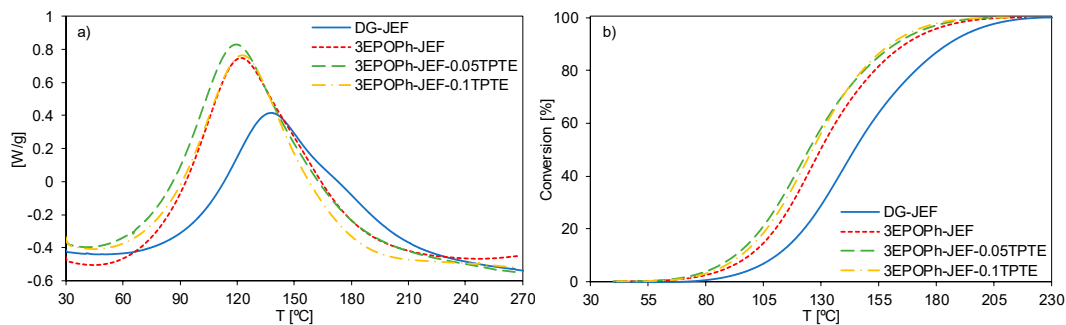 a)
DG-JEF
3EPOPh-JEF
3EPOPh-JEF-0.05TPTE
3EPOPh-JEF-0.1TPTE
[W/g]
1
0.8
0.6
0.4
0.2
0
-0.2
-0.4
-0.6
30 60 90 120 150 180 210 240 270
T [ºC]
b)
DG-JEF
3EPOPh-JEF
3EPOPh-JEF-0.05TPTE
3EPOPh-JEF-0.1TPTE
Conversion [%]
100
80
60
40
20
0
30 55 80 105 130 155 180 205 230
T [ºC]